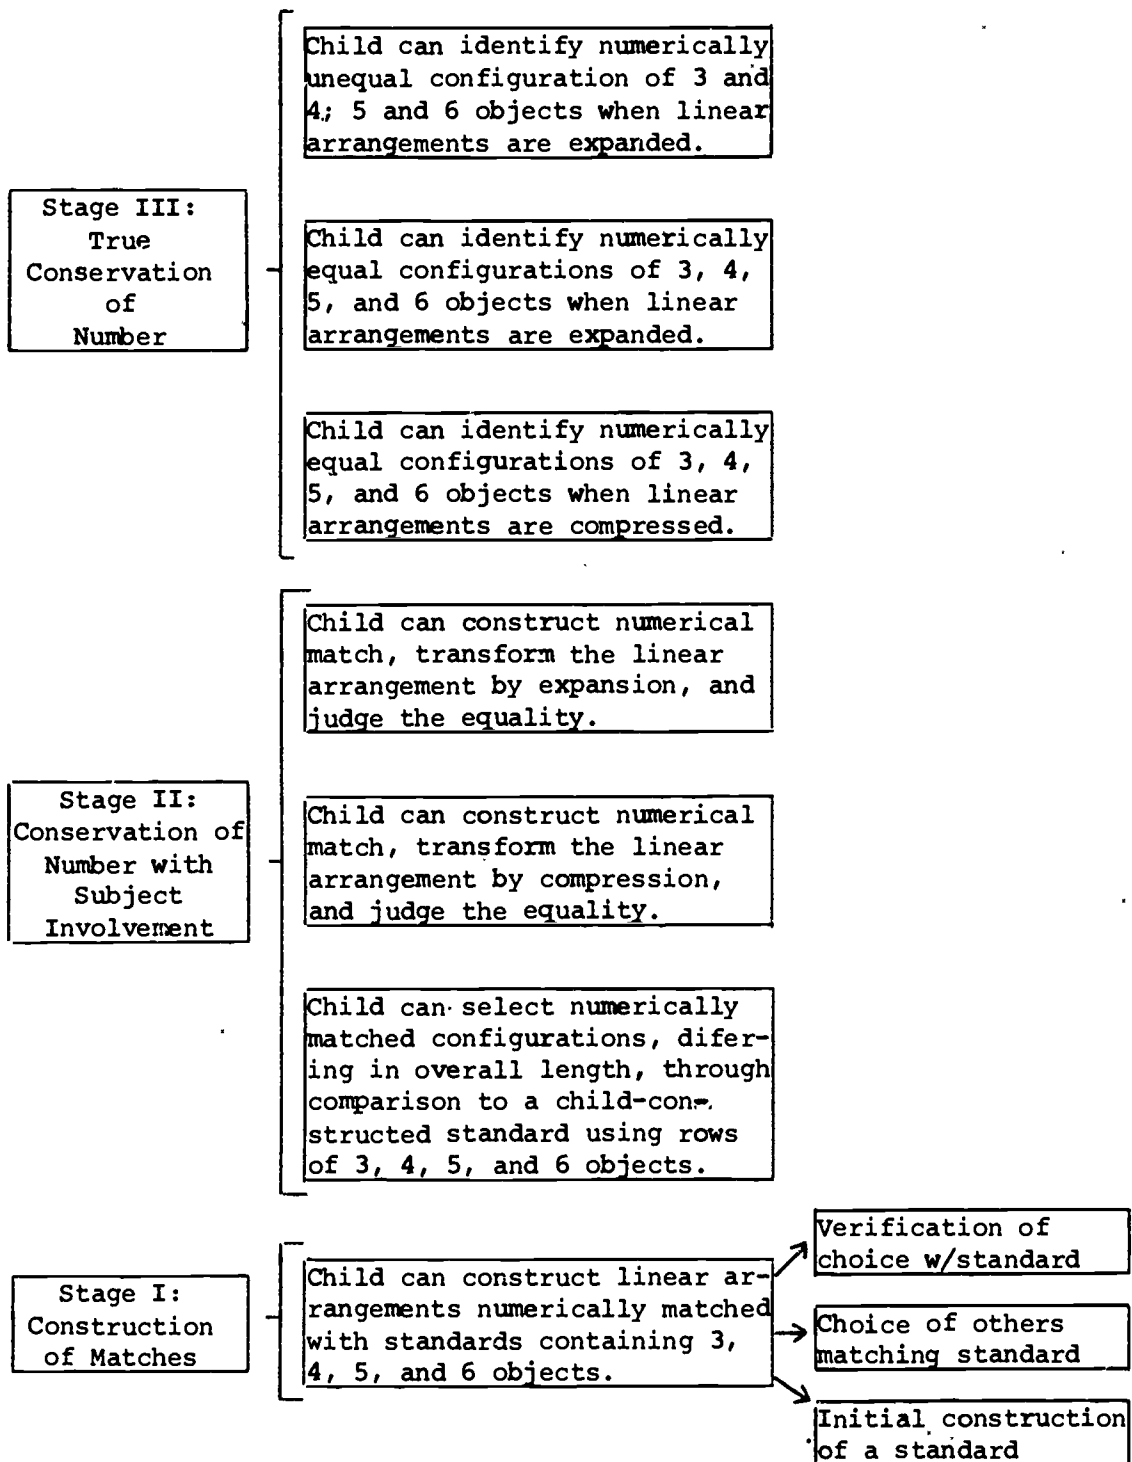 Child can identify numerically
unequal configuration of 3 and
4; 5 and 6 objects when linear
arrangements are expanded.
Stage III:
True
Conservation
of
Number
Child can identify numerically
equal configurations of 3, 4,
5, and 6 objects when linear
arrangements are expanded.
Child can identify numerically
equal configurations of 3, 4,
5, and 6 objects when linear
arrangements are compressed.
Child can construct numerical
match, transform the linear
arrangement by expansion, and
judge the equality.
Stage II:
Conservation of
Number with
Subject
Involvement
Child can construct numerical
match, transform the linear
arrangement by compression,
and judge the equality.
Child can select numerically
matched configurations, difer-
ing in overall length, through
comparison to a child-con-
structed standard using rows
of 3, 4, 5, and 6 objects.
Stage I:
Construction
of Matches
Child can construct linear ar-
rangements numerically matched
with standards containing 3,
4, 5, and 6 objects.
Verification of
choice w/standard
Choice of others
matching standard
Initial construction
of a standard